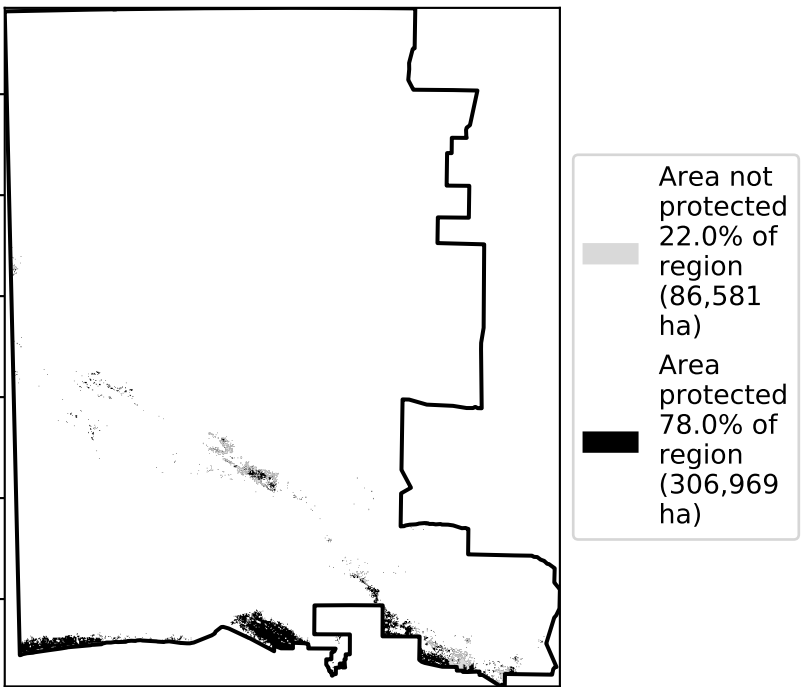 Area not
protected
22.0% of
region
(86,581
ha)
Area
protected
78.0% of
region
(306,969
ha)